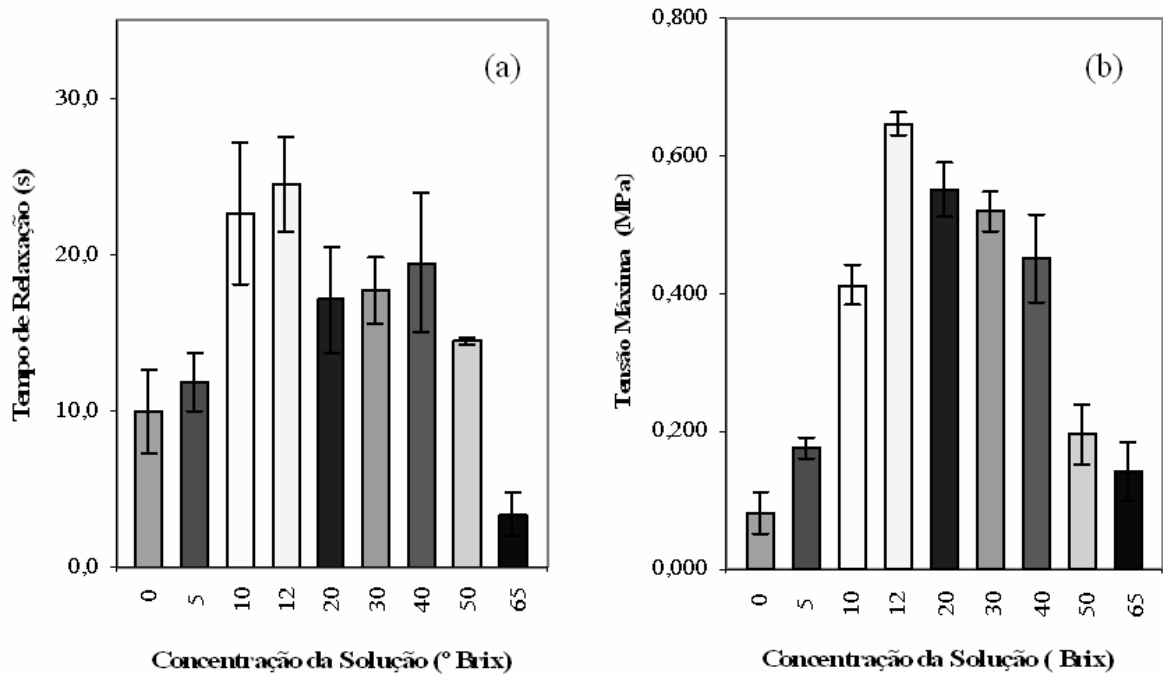 (a)
Tempo de Relaxação (s)
30,0
20,0
10,0
0,0
0 5 10 12 20 30 40 50 65
Concentração da Solução (º Brix)
(b)
Tensão Máxima (MPa)
0,800
0,600
0,400
0,200
0,000
0 5 10 12 20 30 40 50 65
Concentração da Solução ( Brix)